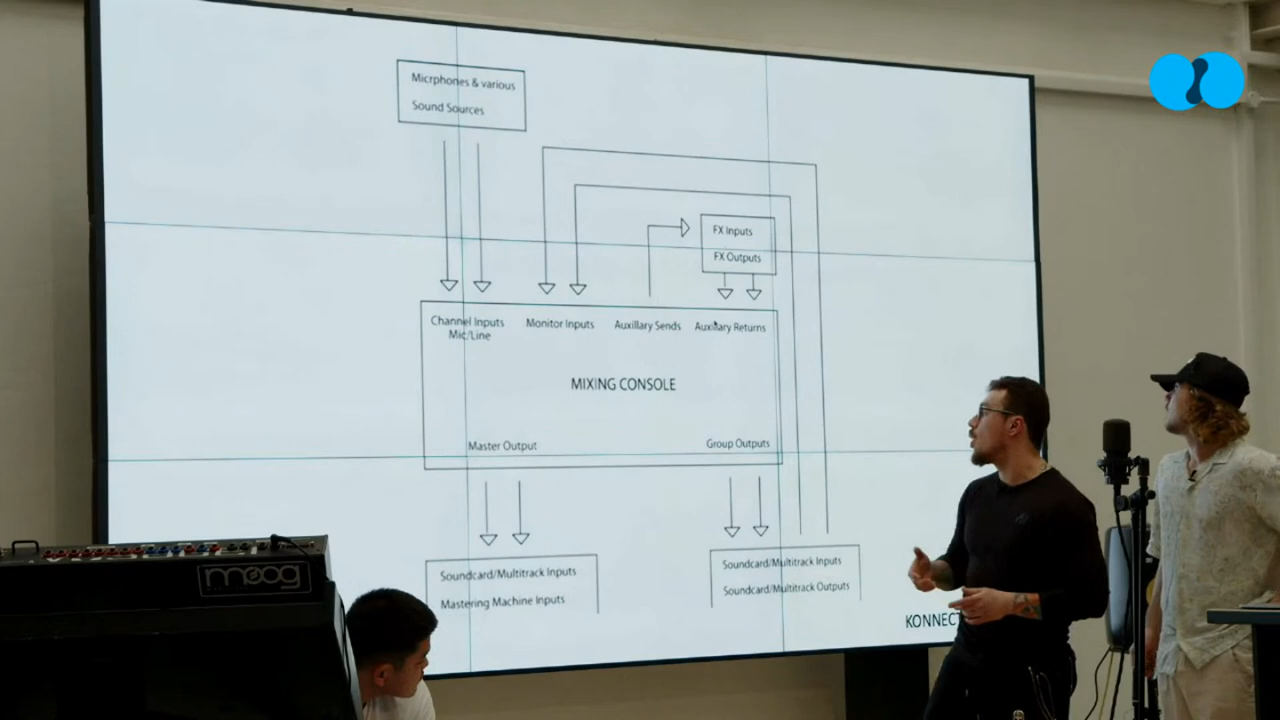 Micrphones & various
Sound Sources
FX Inputs
FX Outputs
Channel Inputs
Mic/Line
Monitor Inputs
Auxillary Sends
Auxillary Returns
MIXING CONSOLE
Master Output
Group Outputs
Soundcard/Multitrack Inputs
Mastering Machine Inputs
Soundcard/Multitrack Inputs
Soundcard/Multitrack Outputs
KONNECT
moog